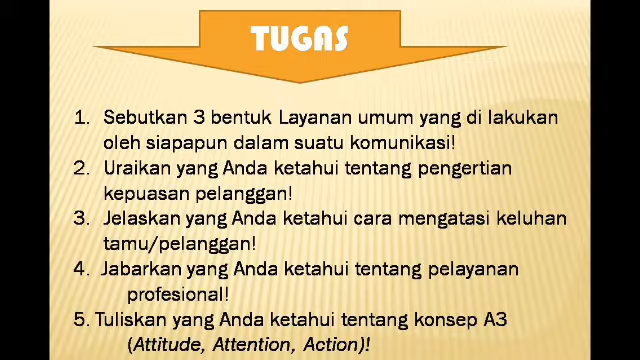 TUGAS
1. Sebutkan 3 bentuk Layanan umum yang di lakukan
oleh siapapun dalam suatu komunikasi!
2. Uraikan yang Anda ketahui tentang pengertian
kepuasan pelanggan!
3. Jelaskan yang Anda ketahui cara mengatasi keluhan
tamu/pelanggan!
4. Jabarkan yang Anda ketahui tentang pelayanan
profesional!
5. Tuliskan yang Anda ketahui tentang konsep A3
(Attitude, Attention, Action)!